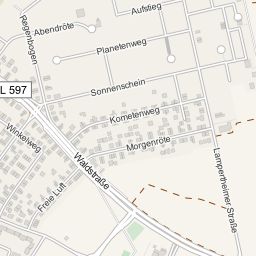 Aufstieg
Abendröte
Regenbogen
Planetenweg
Sonnenschein
L 597
Kometenweg
Winkelweg
Morgenröte
Waldstraße
Lampertheimer Straße
Freie Luft